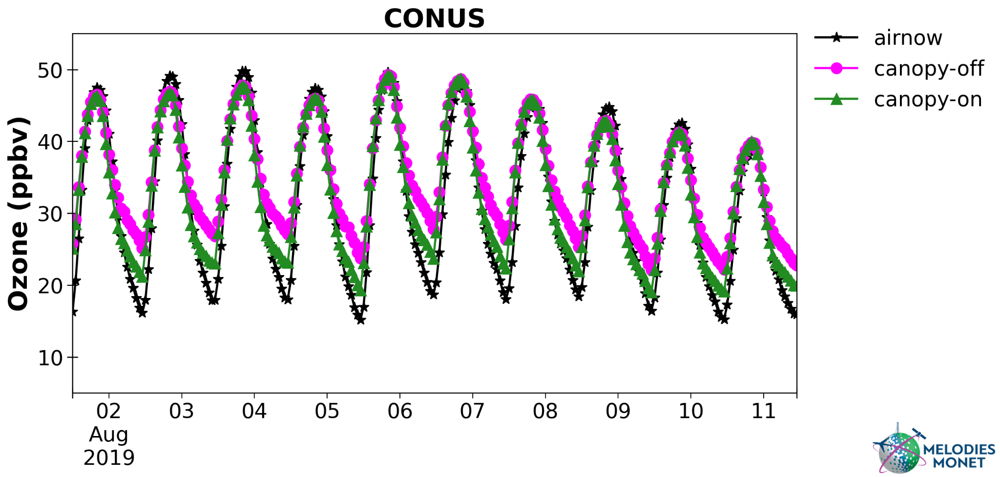 CONUS
airnow
canopy-off
canopy-on
Ozone (ppbv)
50
40
30
20
10
02 03 04 05 06 07 08 09 10 11
Aug
2019
MELODIES
MONET